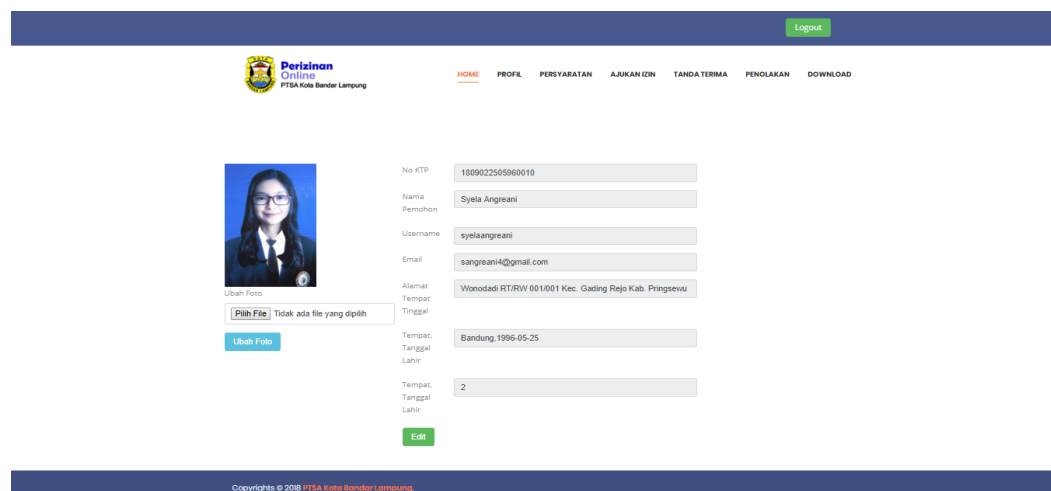 Logout
Perizinan
Online
PTSA Kota Bandar Lampung
HOME PROFIL PERSYARATAN AJUKAN IZIN TANDA TERIMA PENOLAKAN DOWNLOAD
Ubah Foto
Pilih File Tidak ada file yang dipilih
Ubah Foto
No KTP 1809022505960010
Nama
Pemohon
Syela Angreani
Username syelaangreani
Email sangreani4@gmail.com
Alamat
Tempat
Tinggal
Wonodadi RT/RW 001/001 Kec. Gading Rejo Kab. Pringsewu
Tempat,
Tanggal
Lahir
Bandung,1996-05-25
Tempat,
Tanggal
Lahir
2
Edit
Copyrights © 2018 PTSA Kota Bandar Lampung.